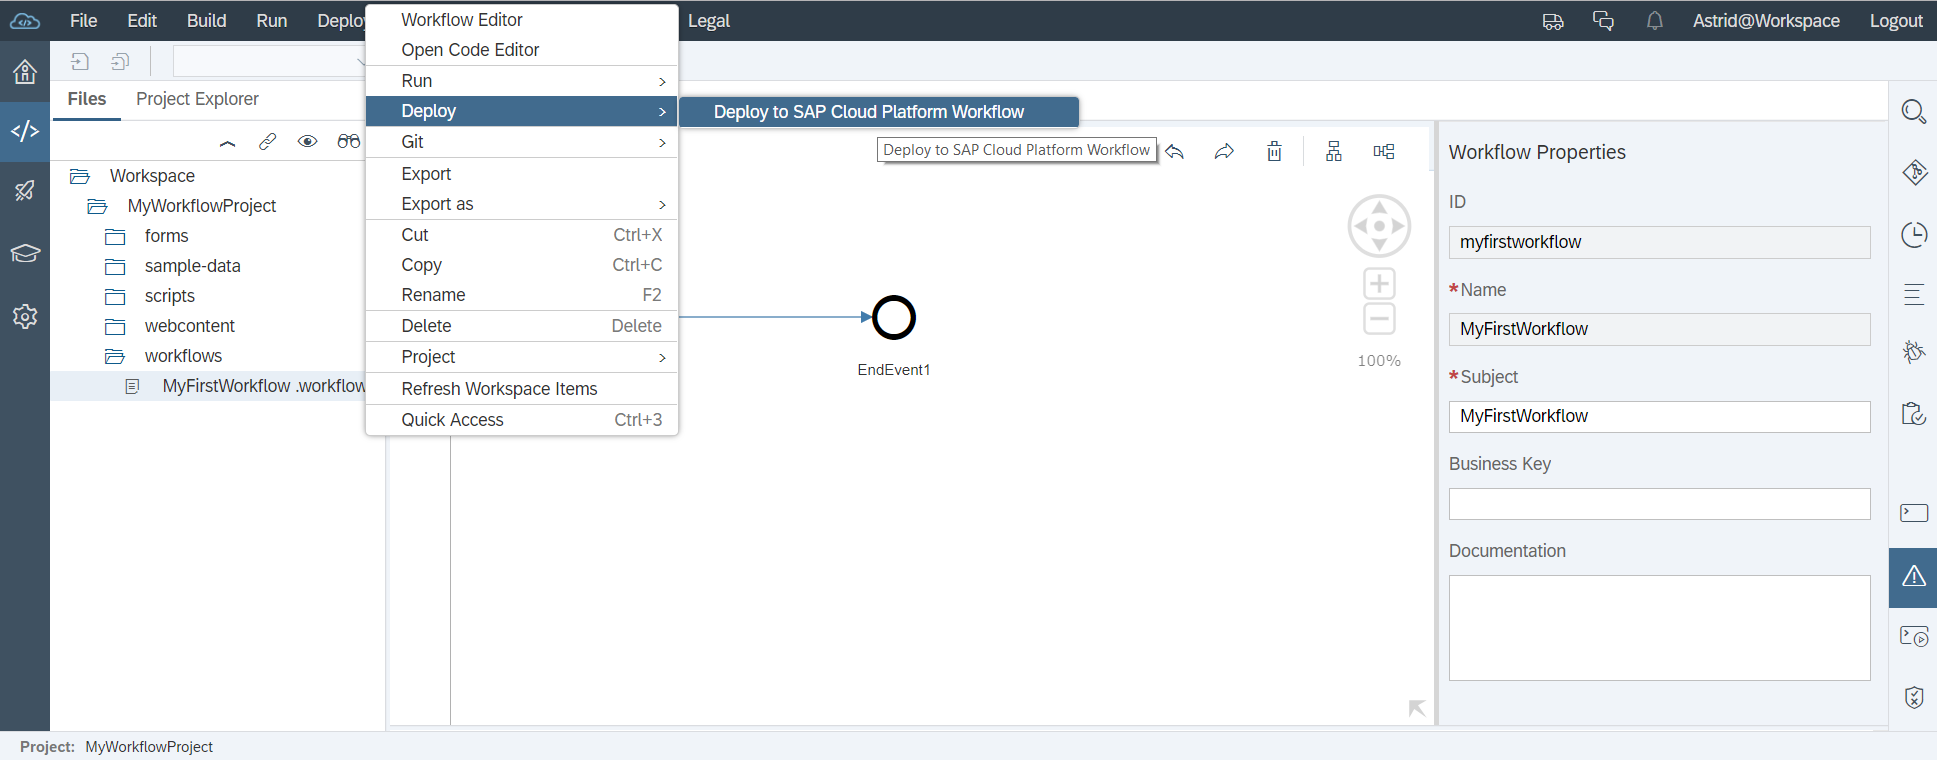 File Edit Build Run Deploy Legal Astrid@Workspace Logout
Files Project Explorer
Workspace
MyWorkflowProject
forms
sample-data
scripts
webcontent
workflows
MyFirstWorkflow .workflow
Workflow Editor
Open Code Editor
Run >
Deploy >
Git >
Export
Export as >
Cut Ctrl+X
Copy Ctrl+C
Rename F2
Delete Delete
Project >
Refresh Workspace Items
Quick Access Ctrl+3
Deploy to SAP Cloud Platform Workflow
Deploy to SAP Cloud Platform Workflow
EndEvent1
100%
Workflow Properties
ID
myfirstworkflow
*Name
MyFirstWorkflow
*Subject
MyFirstWorkflow
Business Key
Documentation
Project: MyWorkflowProject